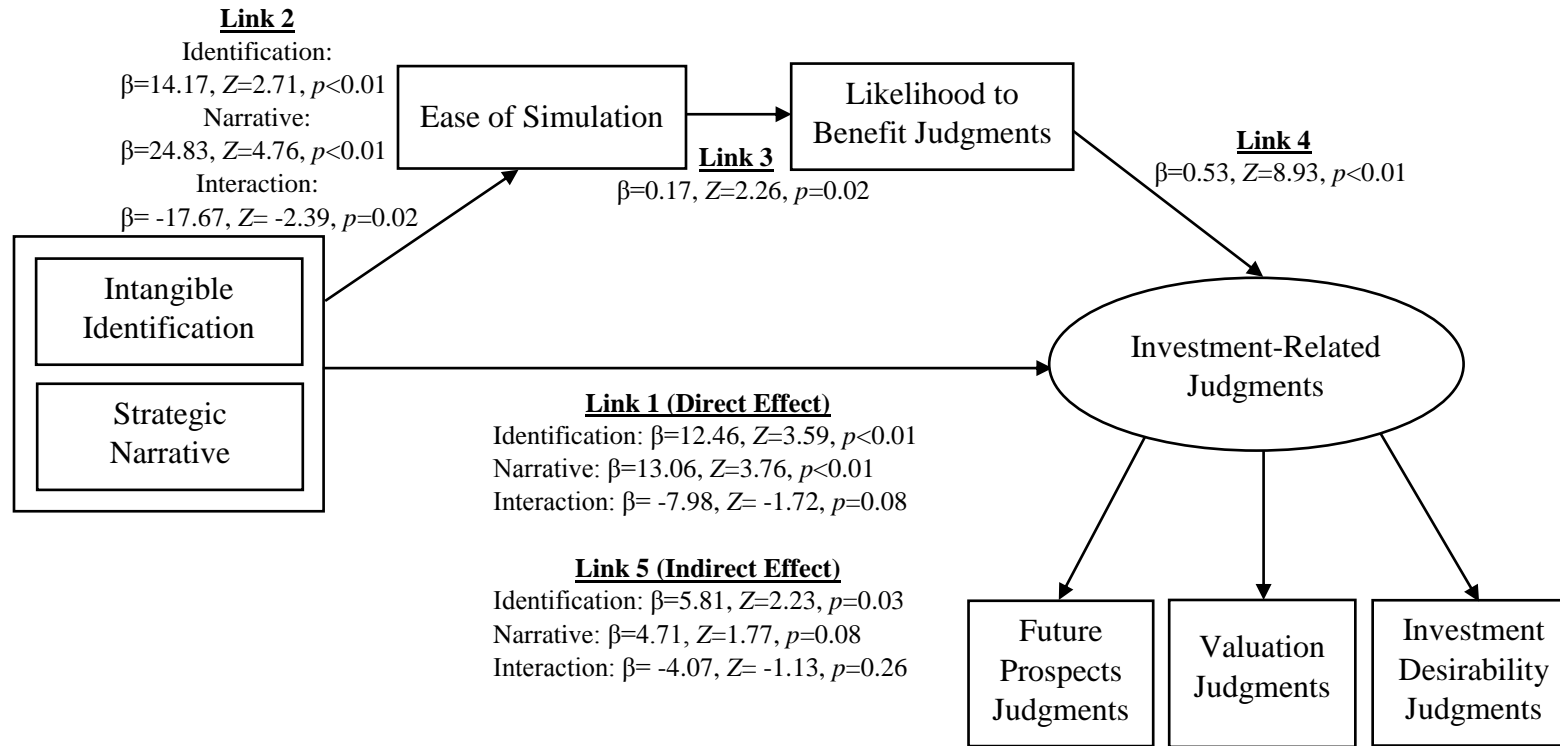 Link 2
Identification:
β=14.17, Z=2.71, p<0.01
Narrative:
β=24.83, Z=4.76, p<0.01
Interaction:
β= -17.67, Z= -2.39, p=0.02
Ease of Simulation
Likelihood to
Benefit Judgments
Link 3
β=0.17, Z=2.26, p=0.02
Link 4
β=0.53, Z=8.93, p<0.01
Intangible
Identification
Strategic
Narrative
Investment-Related
Judgments
Link 1 (Direct Effect)
Identification: β=12.46, Z=3.59, p<0.01
Narrative: β=13.06, Z=3.76, p<0.01
Interaction: β= -7.98, Z= -1.72, p=0.08
Link 5 (Indirect Effect)
Identification: β=5.81, Z=2.23, p=0.03
Narrative: β=4.71, Z=1.77, p=0.08
Interaction: β= -4.07, Z= -1.13, p=0.26
Future
Prospects
Judgments
Valuation
Judgments
Investment
Desirability
Judgments